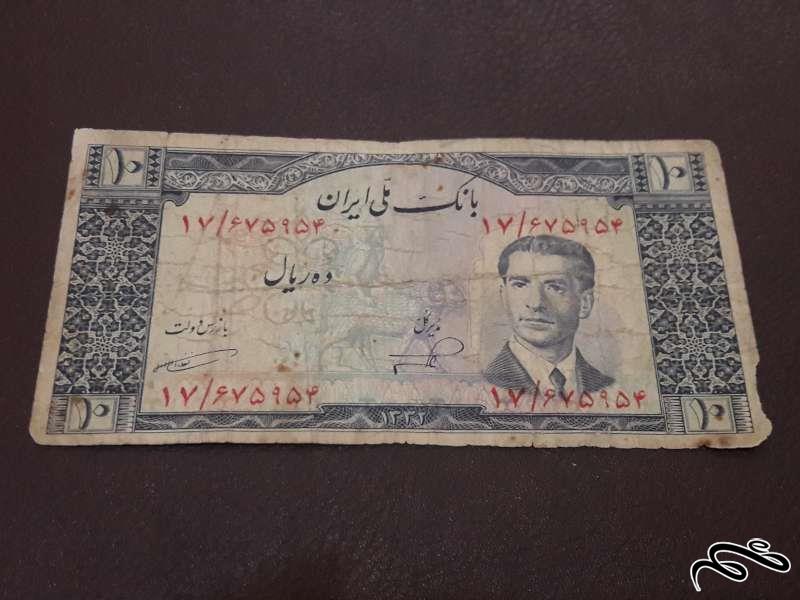 ۱۰ ۱۰
بانک ملّی ایران
۱۷/۶۷۵۹۵۴ ۱۷/۶۷۵۹۵۴
ده ریال
مدیر کل بازرس دولت
۱۷/۶۷۵۹۵۴ ۱۷/۶۷۵۹۵۴
۱۰ ۱۳۳۲ ۱۰